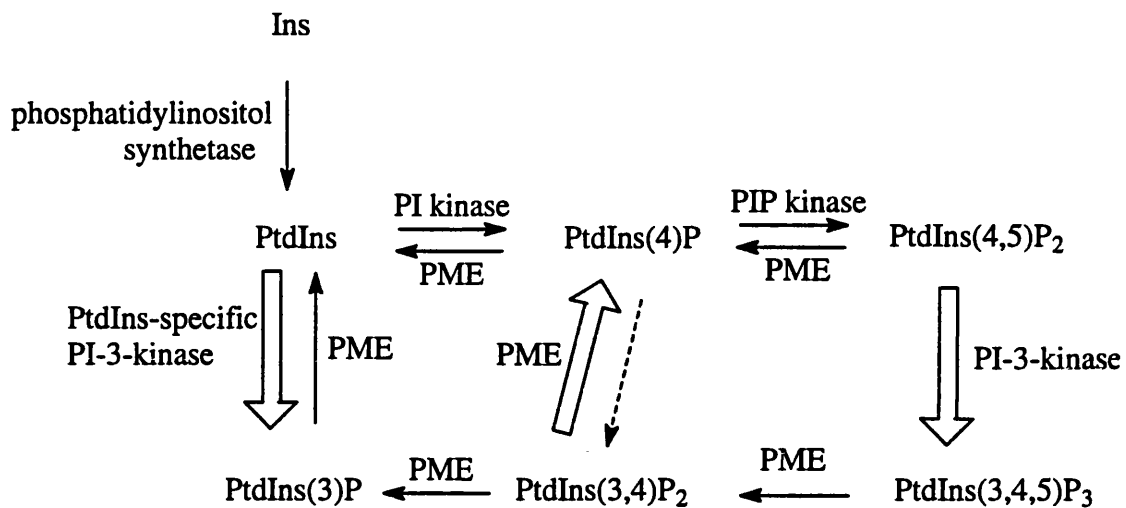 Ins
phosphatidylinositol
synthetase
PI kinase
PIP kinase
PtdIns
PtdIns(4)P
PtdIns(4,5)P₂
PME
PME
PtdIns-specific
PI-3-kinase
PME
PME
PI-3-kinase
PME
PME
PtdIns(3)P
PtdIns(3,4)P₂
PtdIns(3,4,5)P₃